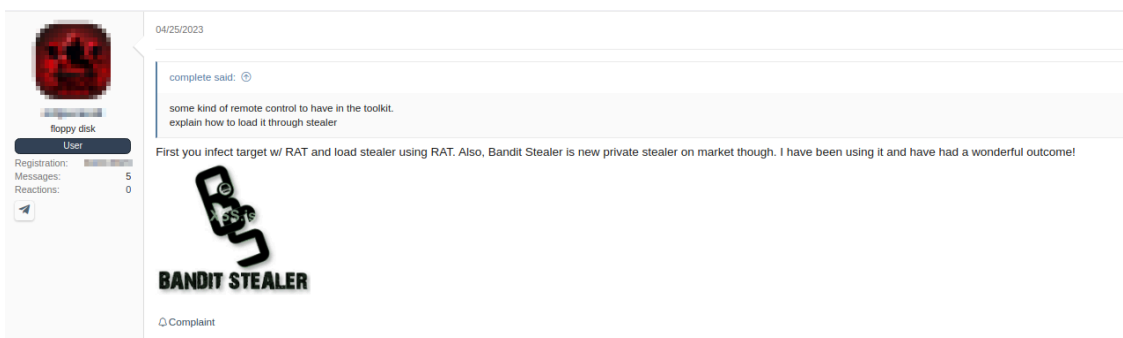 04/25/2023
complete said:
some kind of remote control to have in the toolkit.
explain how to load it through stealer
floppy disk
User
Registration:
Messages: 5
Reactions: 0
First you infect target w/ RAT and load stealer using RAT. Also, Bandit Stealer is new private stealer on market though. I have been using it and have had a wonderful outcome!
XSS.is
BANDIT STEALER
Complaint